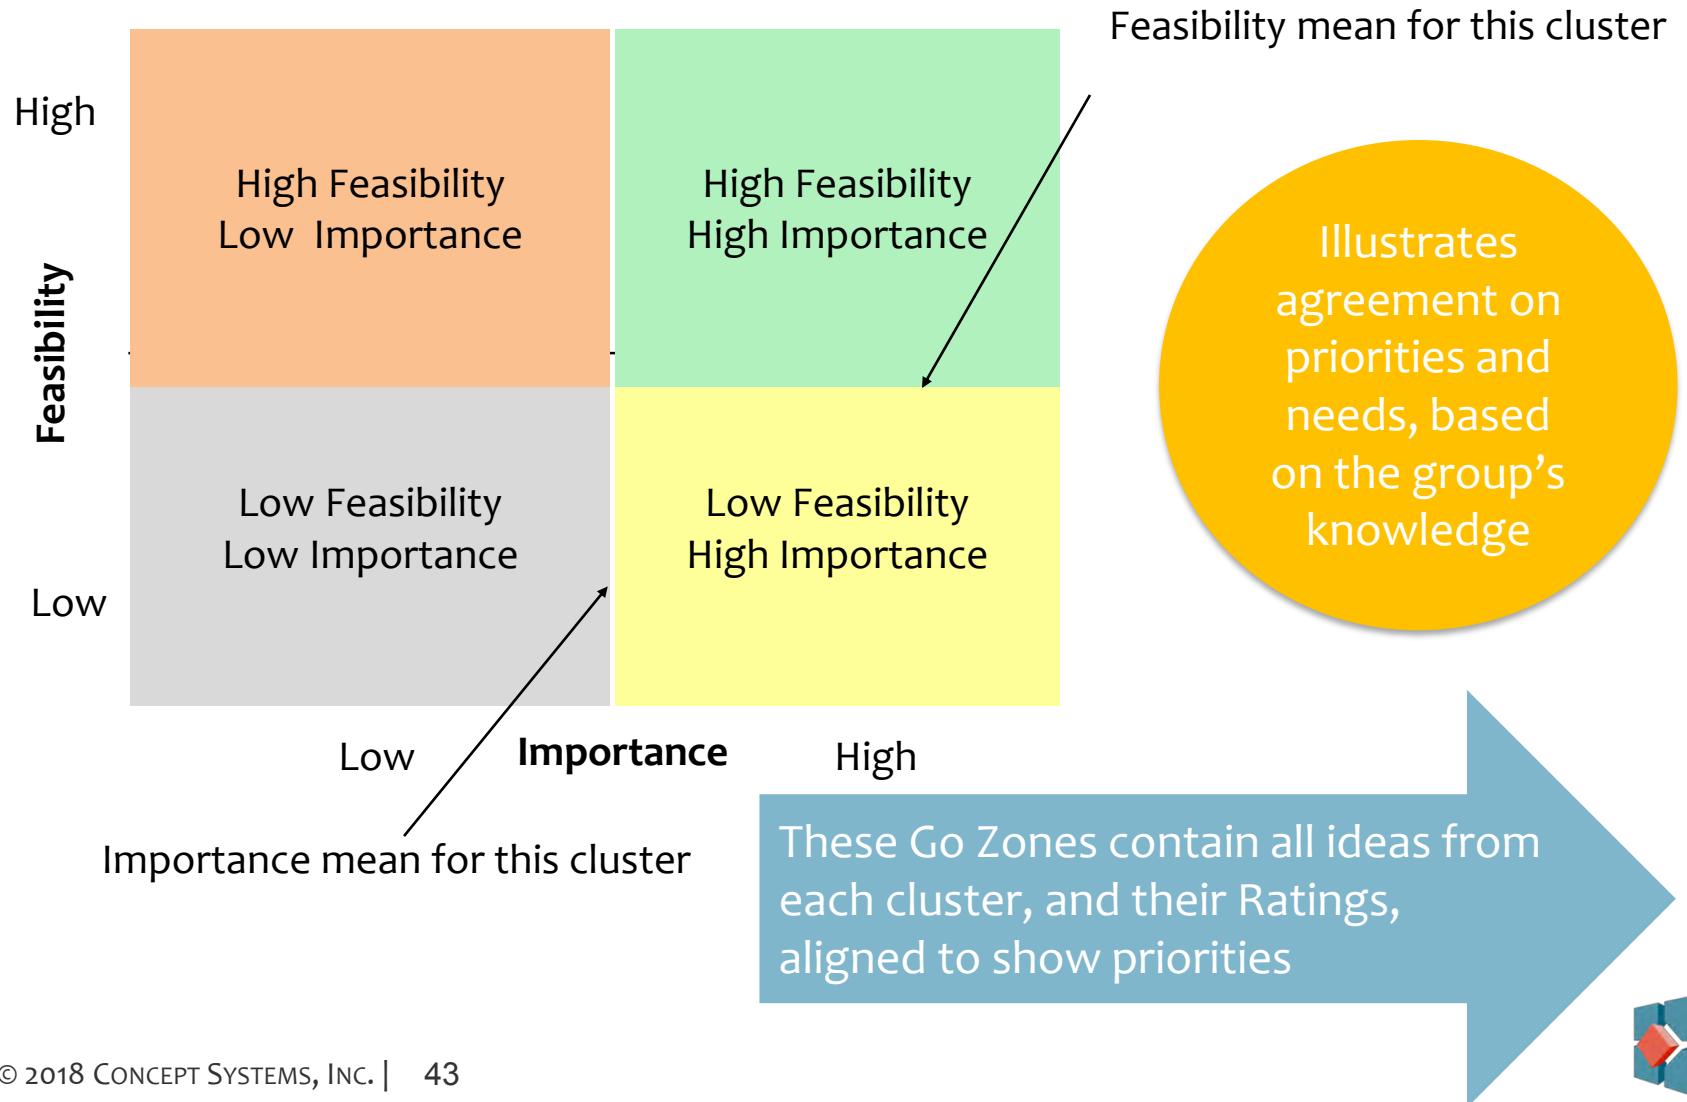 Feasibility mean for this cluster
High
High Feasibility
Low Importance
High Feasibility
High Importance
Feasibility
Low Feasibility
Low Importance
Low Feasibility
High Importance
Low
Low
Importance
High
Importance mean for this cluster
Illustrates
agreement on
priorities and
needs, based
on the group’s
knowledge
These Go Zones contain all ideas from
each cluster, and their Ratings,
aligned to show priorities
© 2018 CONCEPT SYSTEMS, INC. | 43